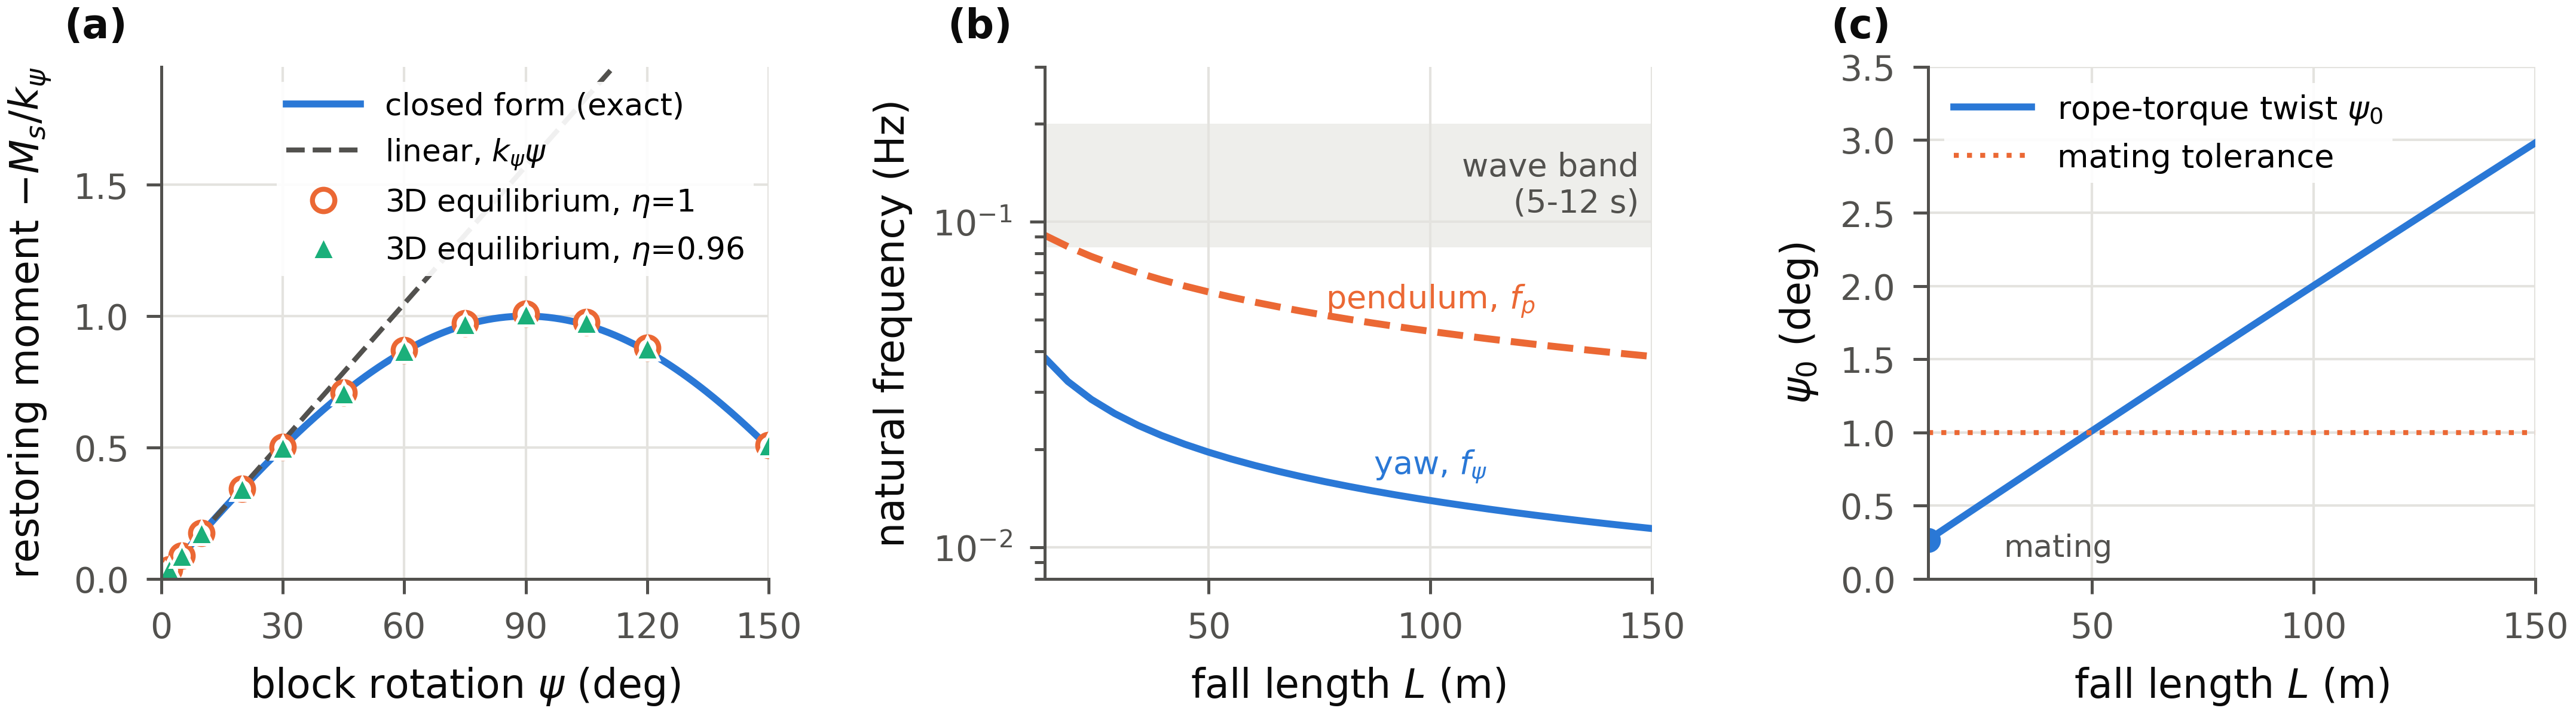 (a)
restoring moment −M_s/k_ψ
1.5
1.0
0.5
0.0
closed form (exact)
linear, k_ψψ
3D equilibrium, η=1
3D equilibrium, η=0.96
0 30 60 90 120 150
block rotation ψ (deg)
(b)
natural frequency (Hz)
10⁻¹
10⁻²
wave band
(5-12 s)
pendulum, f_p
yaw, f_ψ
50 100 150
fall length L (m)
(c)
ψ₀ (deg)
3.5
3.0
2.5
2.0
1.5
1.0
0.5
0.0
rope-torque twist ψ₀
mating tolerance
mating
50 100 150
fall length L (m)